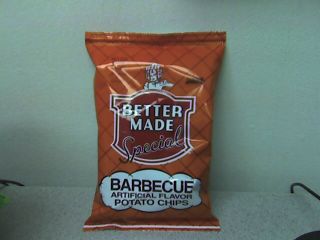 BETTER
MADE
Special
BARBECUE
ARTIFICIAL FLAVOR
POTATO CHIPS